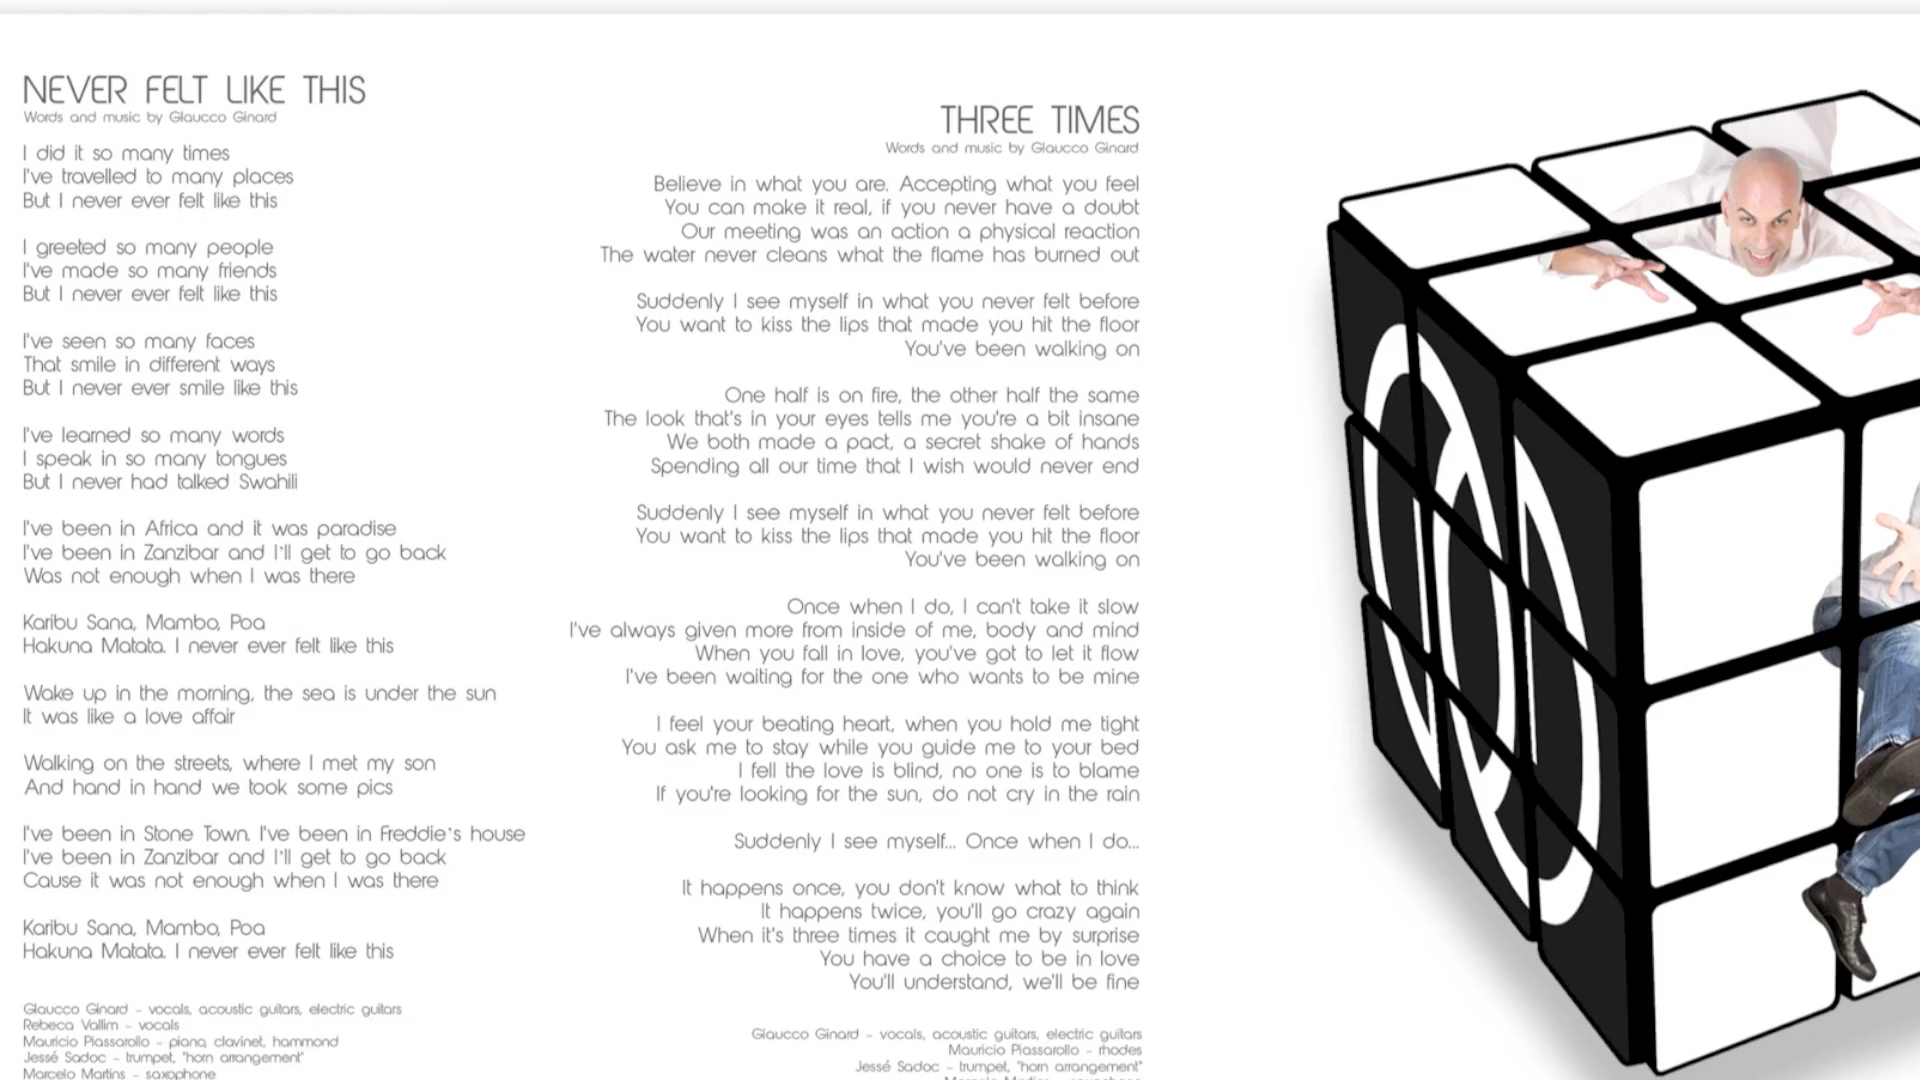 NEVER FELT LIKE THIS
Words and music by Glaucco Ginard
I did it so many times
I've travelled to many places
But I never ever felt like this
I greeted so many people
I've made so many friends
But I never ever felt like this
I've seen so many faces
That smile in different ways
But I never ever smile like this
I've learned so many words
I speak in so many tongues
But I never had talked Swahili
I've been in Africa and it was paradise
I've been in Zanzibar and I'll get to go back
Was not enough when I was there
Karibu Sana, Mambo, Poa
Hakuna Matata. I never ever felt like this
Wake up in the morning, the sea is under the sun
It was like a love affair
Walking on the streets, where I met my son
And hand in hand we took some pics
I've been in Stone Town. I've been in Freddie's house
I've been in Zanzibar and I'll get to go back
Cause it was not enough when I was there
Karibu Sana, Mambo, Poa
Hakuna Matata. I never ever felt like this
Glaucco Ginard - vocals, acoustic guitars, electric guitars
Rebeca Vallim - vocals
Mauricio Piassarollo - piano, clavinet, hammond
Jessé Sadoc - trumpet, "horn arrangement"
Marcelo Martins - saxophone
THREE TIMES
Words and music by Glaucco Ginard
Believe in what you are. Accepting what you feel
You can make it real, if you never have a doubt
Our meeting was an action a physical reaction
The water never cleans what the flame has burned out
Suddenly I see myself in what you never felt before
You want to kiss the lips that made you hit the floor
You've been walking on
One half is on fire, the other half the same
The look that's in your eyes tells me you're a bit insane
We both made a pact, a secret shake of hands
Spending all our time that I wish would never end
Suddenly I see myself in what you never felt before
You want to kiss the lips that made you hit the floor
You've been walking on
Once when I do, I can't take it slow
I've always given more from inside of me, body and mind
When you fall in love, you've got to let it flow
I've been waiting for the one who wants to be mine
I feel your beating heart, when you hold me tight
You ask me to stay while you guide me to your bed
I fell the love is blind, no one is to blame
If you're looking for the sun, do not cry in the rain
Suddenly I see myself... Once when I do...
It happens once, you don't know what to think
It happens twice, you'll go crazy again
When it's three times it caught me by surprise
You have a choice to be in love
You'll understand, we'll be fine
Glaucco Ginard - vocals, acoustic guitars, electric guitars
Mauricio Piassarollo - rhodes
Jessé Sadoc - trumpet, "horn arrangement"